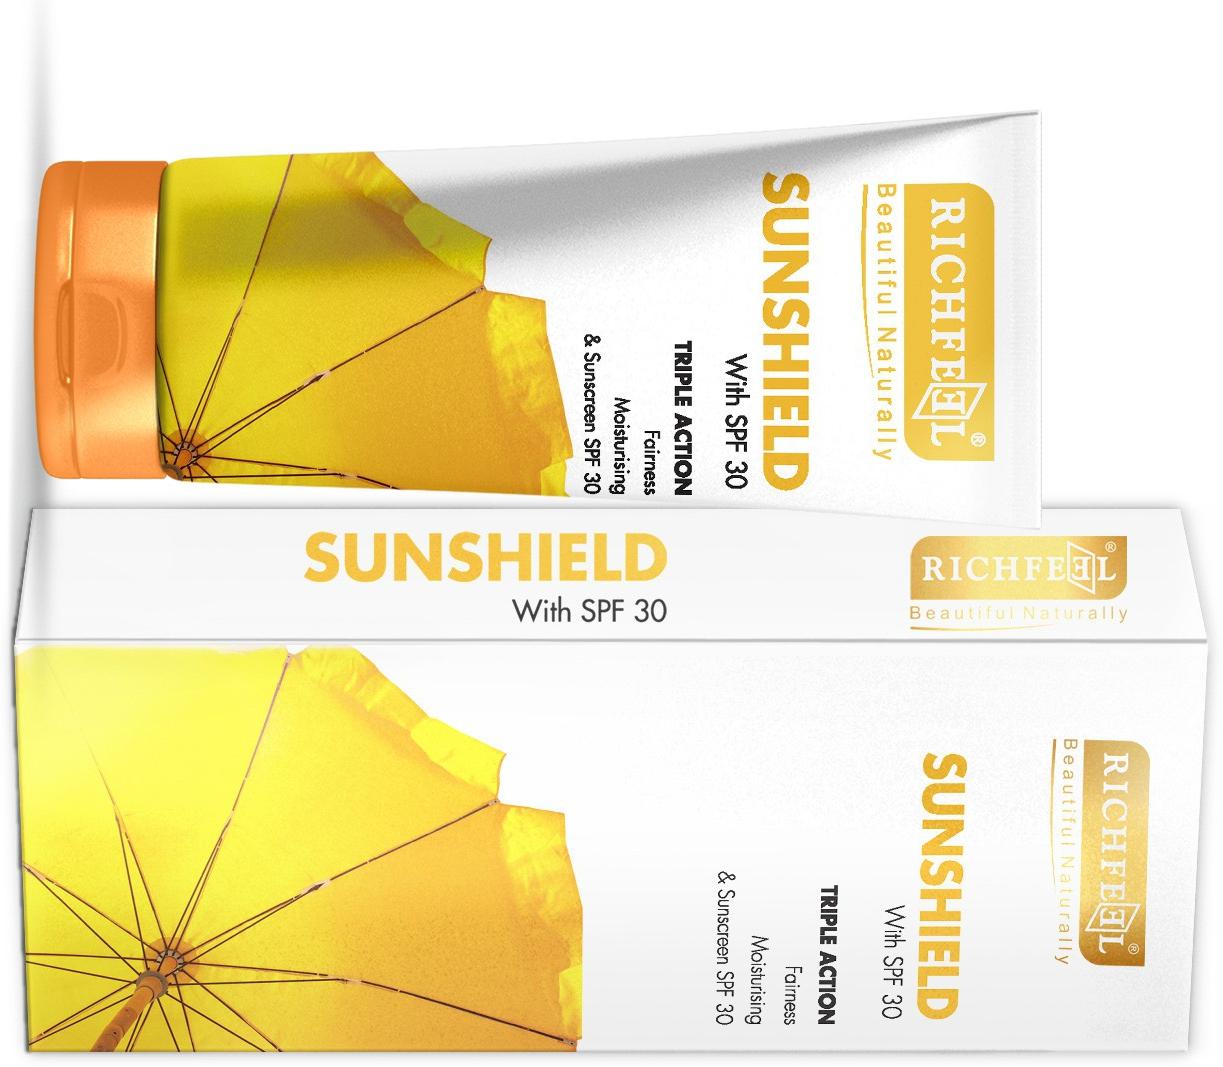 RICHFEEL®
Beautiful Naturally
SUNSHIELD
With SPF 30
TRIPLE ACTION
Fairness
Moisturising
& Sunscreen SPF 30
SUNSHIELD
With SPF 30
RICHFEEL®
Beautiful Naturally
RICHFEEL®
Beautiful Naturally
SUNSHIELD
With SPF 30
TRIPLE ACTION
Fairness
Moisturising
& Sunscreen SPF 30